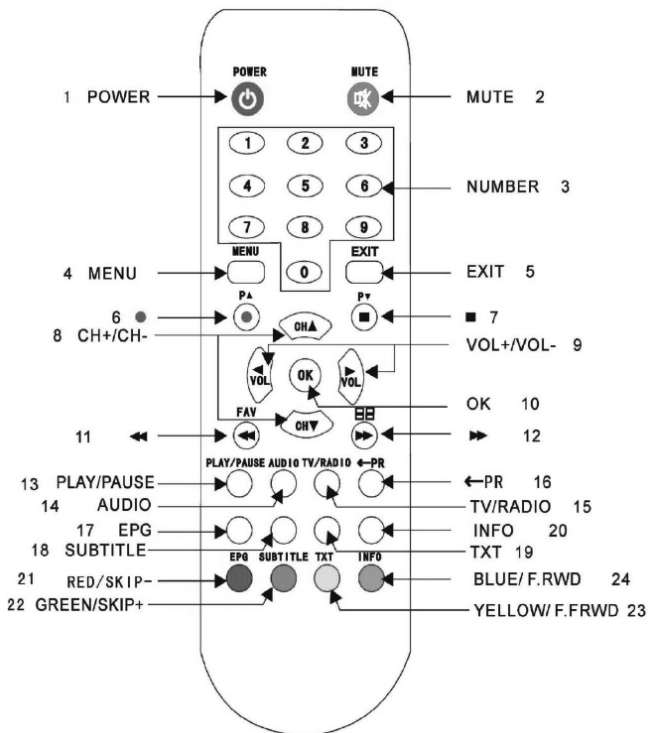 POWER MUTE
1 POWER MUTE 2
1 2 3
4 5 6 NUMBER 3
7 8 9
MENU EXIT
4 MENU 0 EXIT 5
P▲ P▼
6 ● ■ 7
8 CH+/CH- CH▲ VOL+/VOL- 9
◀ VOL OK ▶ VOL
OK 10
FAV CH▼
11 ◀◀ ▶▶ 12
PLAY/PAUSE AUDIO TV/RADIO ←PR
13 PLAY/PAUSE ←PR 16
14 AUDIO TV/RADIO 15
17 EPG INFO 20
18 SUBTITLE TXT 19
EPG SUBTITLE TXT INFO
21 RED/SKIP- BLUE/F.RWD 24
22 GREEN/SKIP+ YELLOW/F.FRWD 23